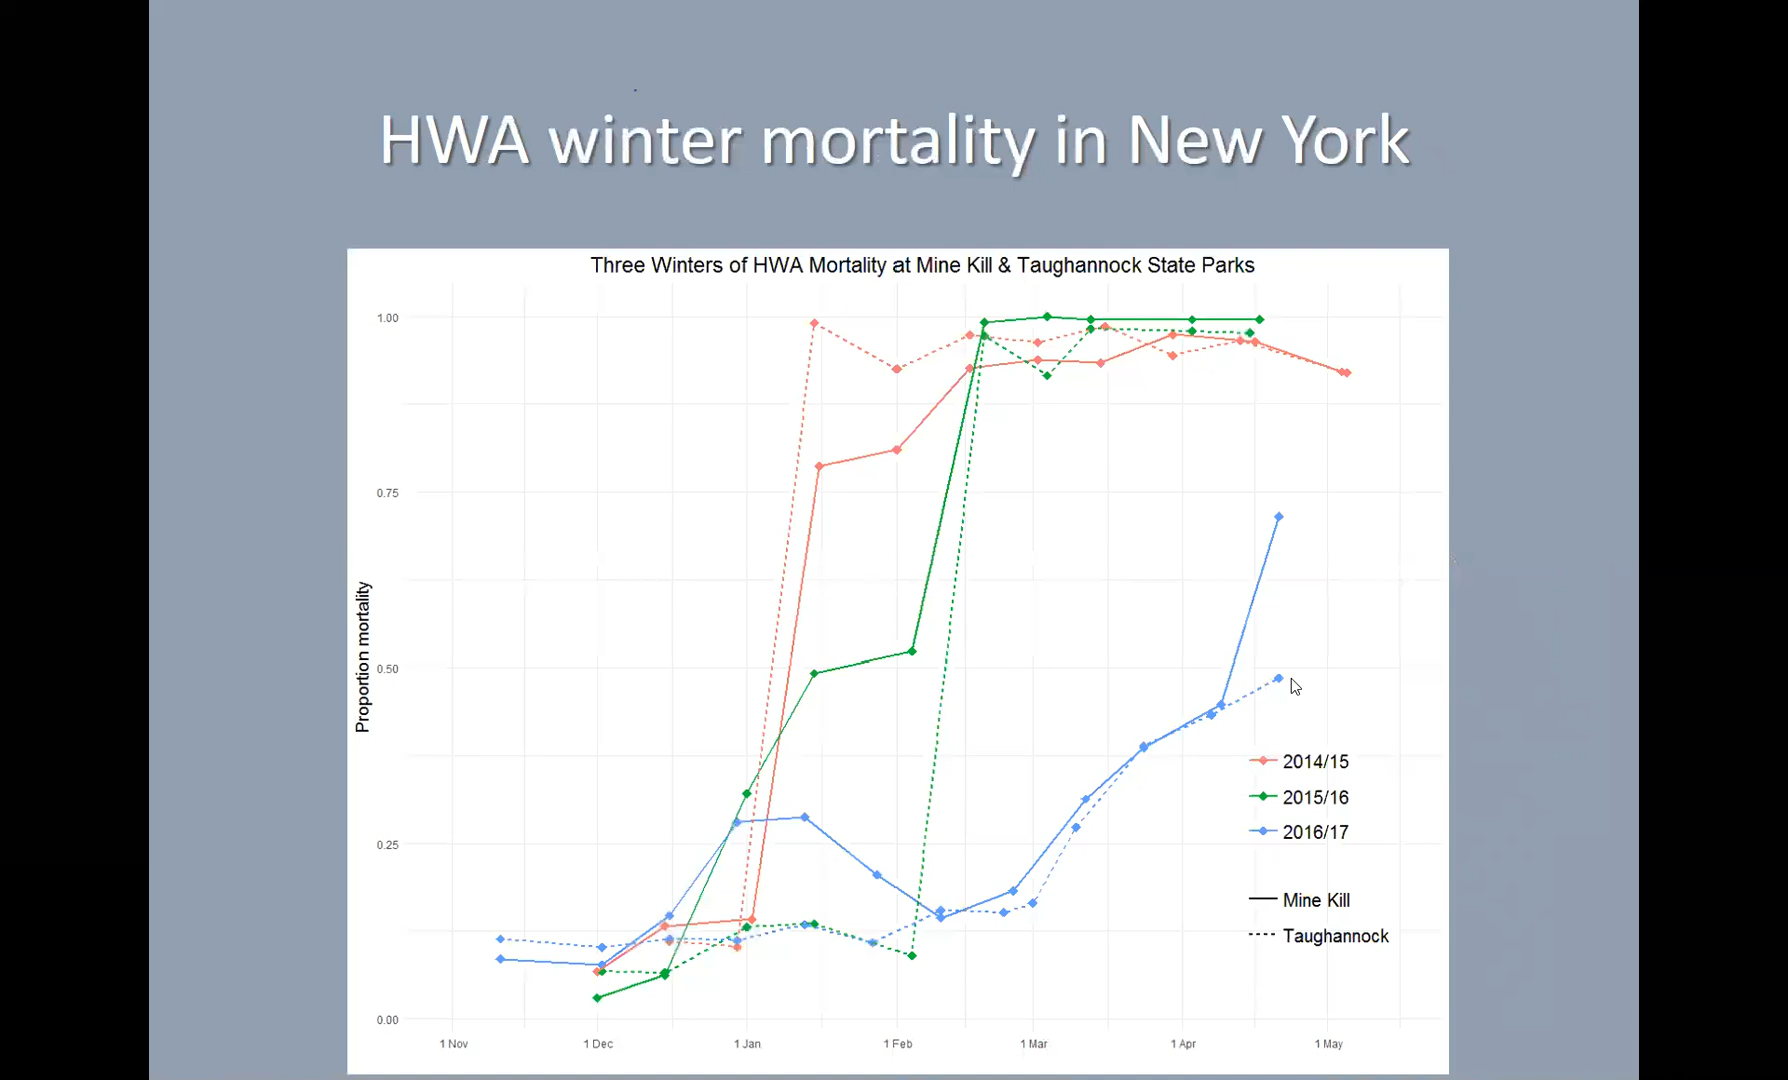 HWA winter mortality in New York
Three Winters of HWA Mortality at Mine Kill & Taughannock State Parks
1.00
0.75
0.50
0.25
0.00
Proportion mortality
1 Nov
1 Dec
1 Jan
1 Feb
1 Mar
1 Apr
1 May
2014/15
2015/16
2016/17
Mine Kill
Taughannock